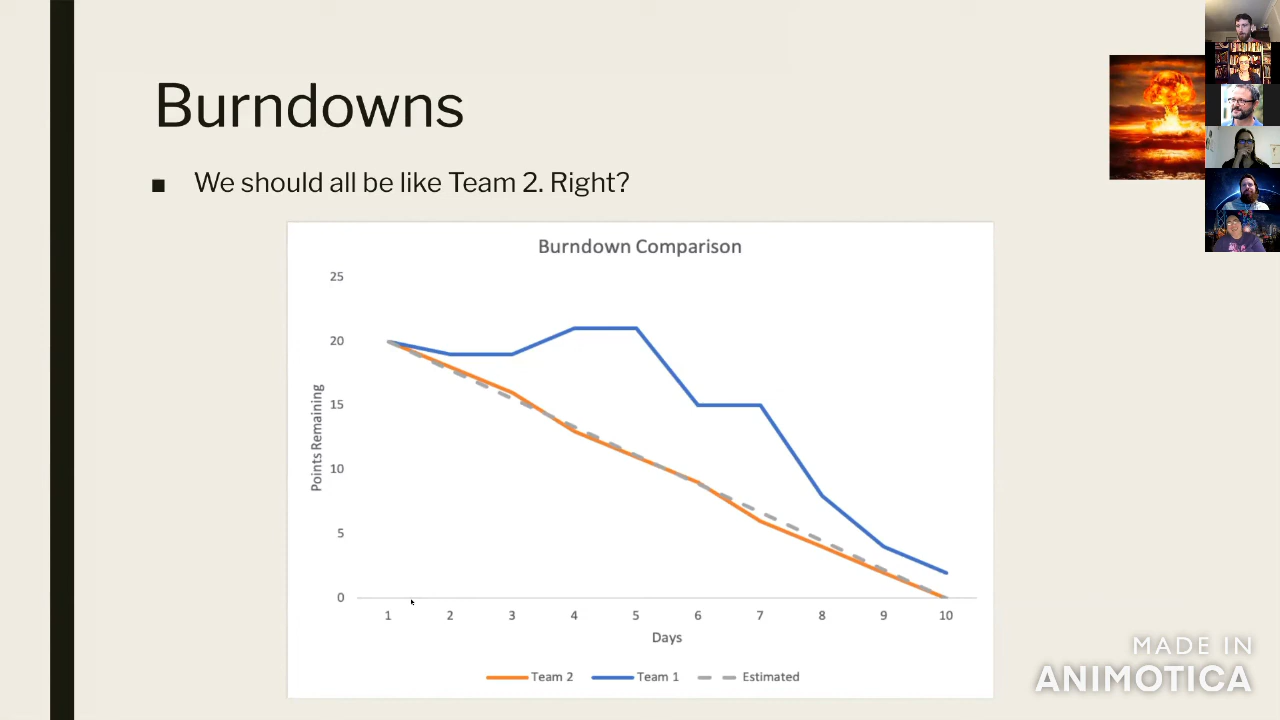 Burndowns
■ We should all be like Team 2. Right?
Burndown Comparison
25
20
15
10
5
0
Points Remaining
1 2 3 4 5 6 7 8 9 10
Days
Team 2 Team 1 Estimated
MADE IN
ANIMOTICA